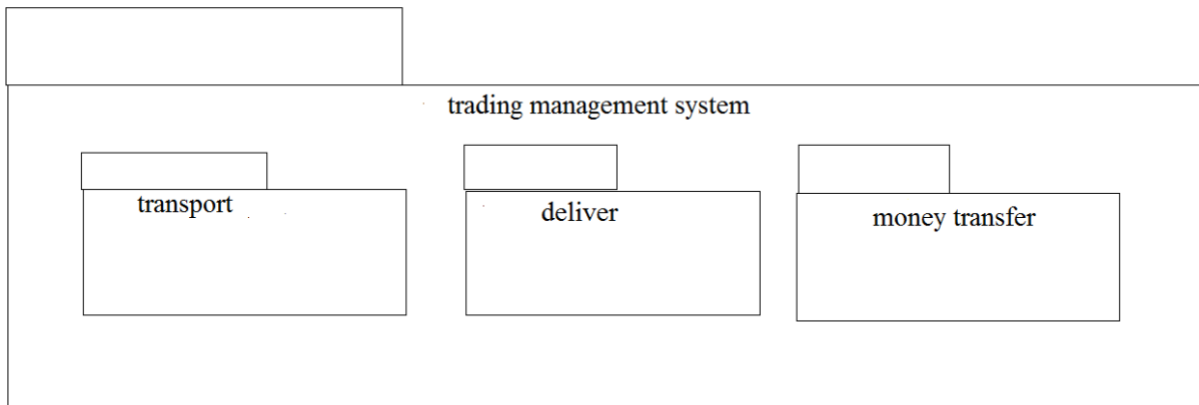 trading management system
transport
deliver
money transfer